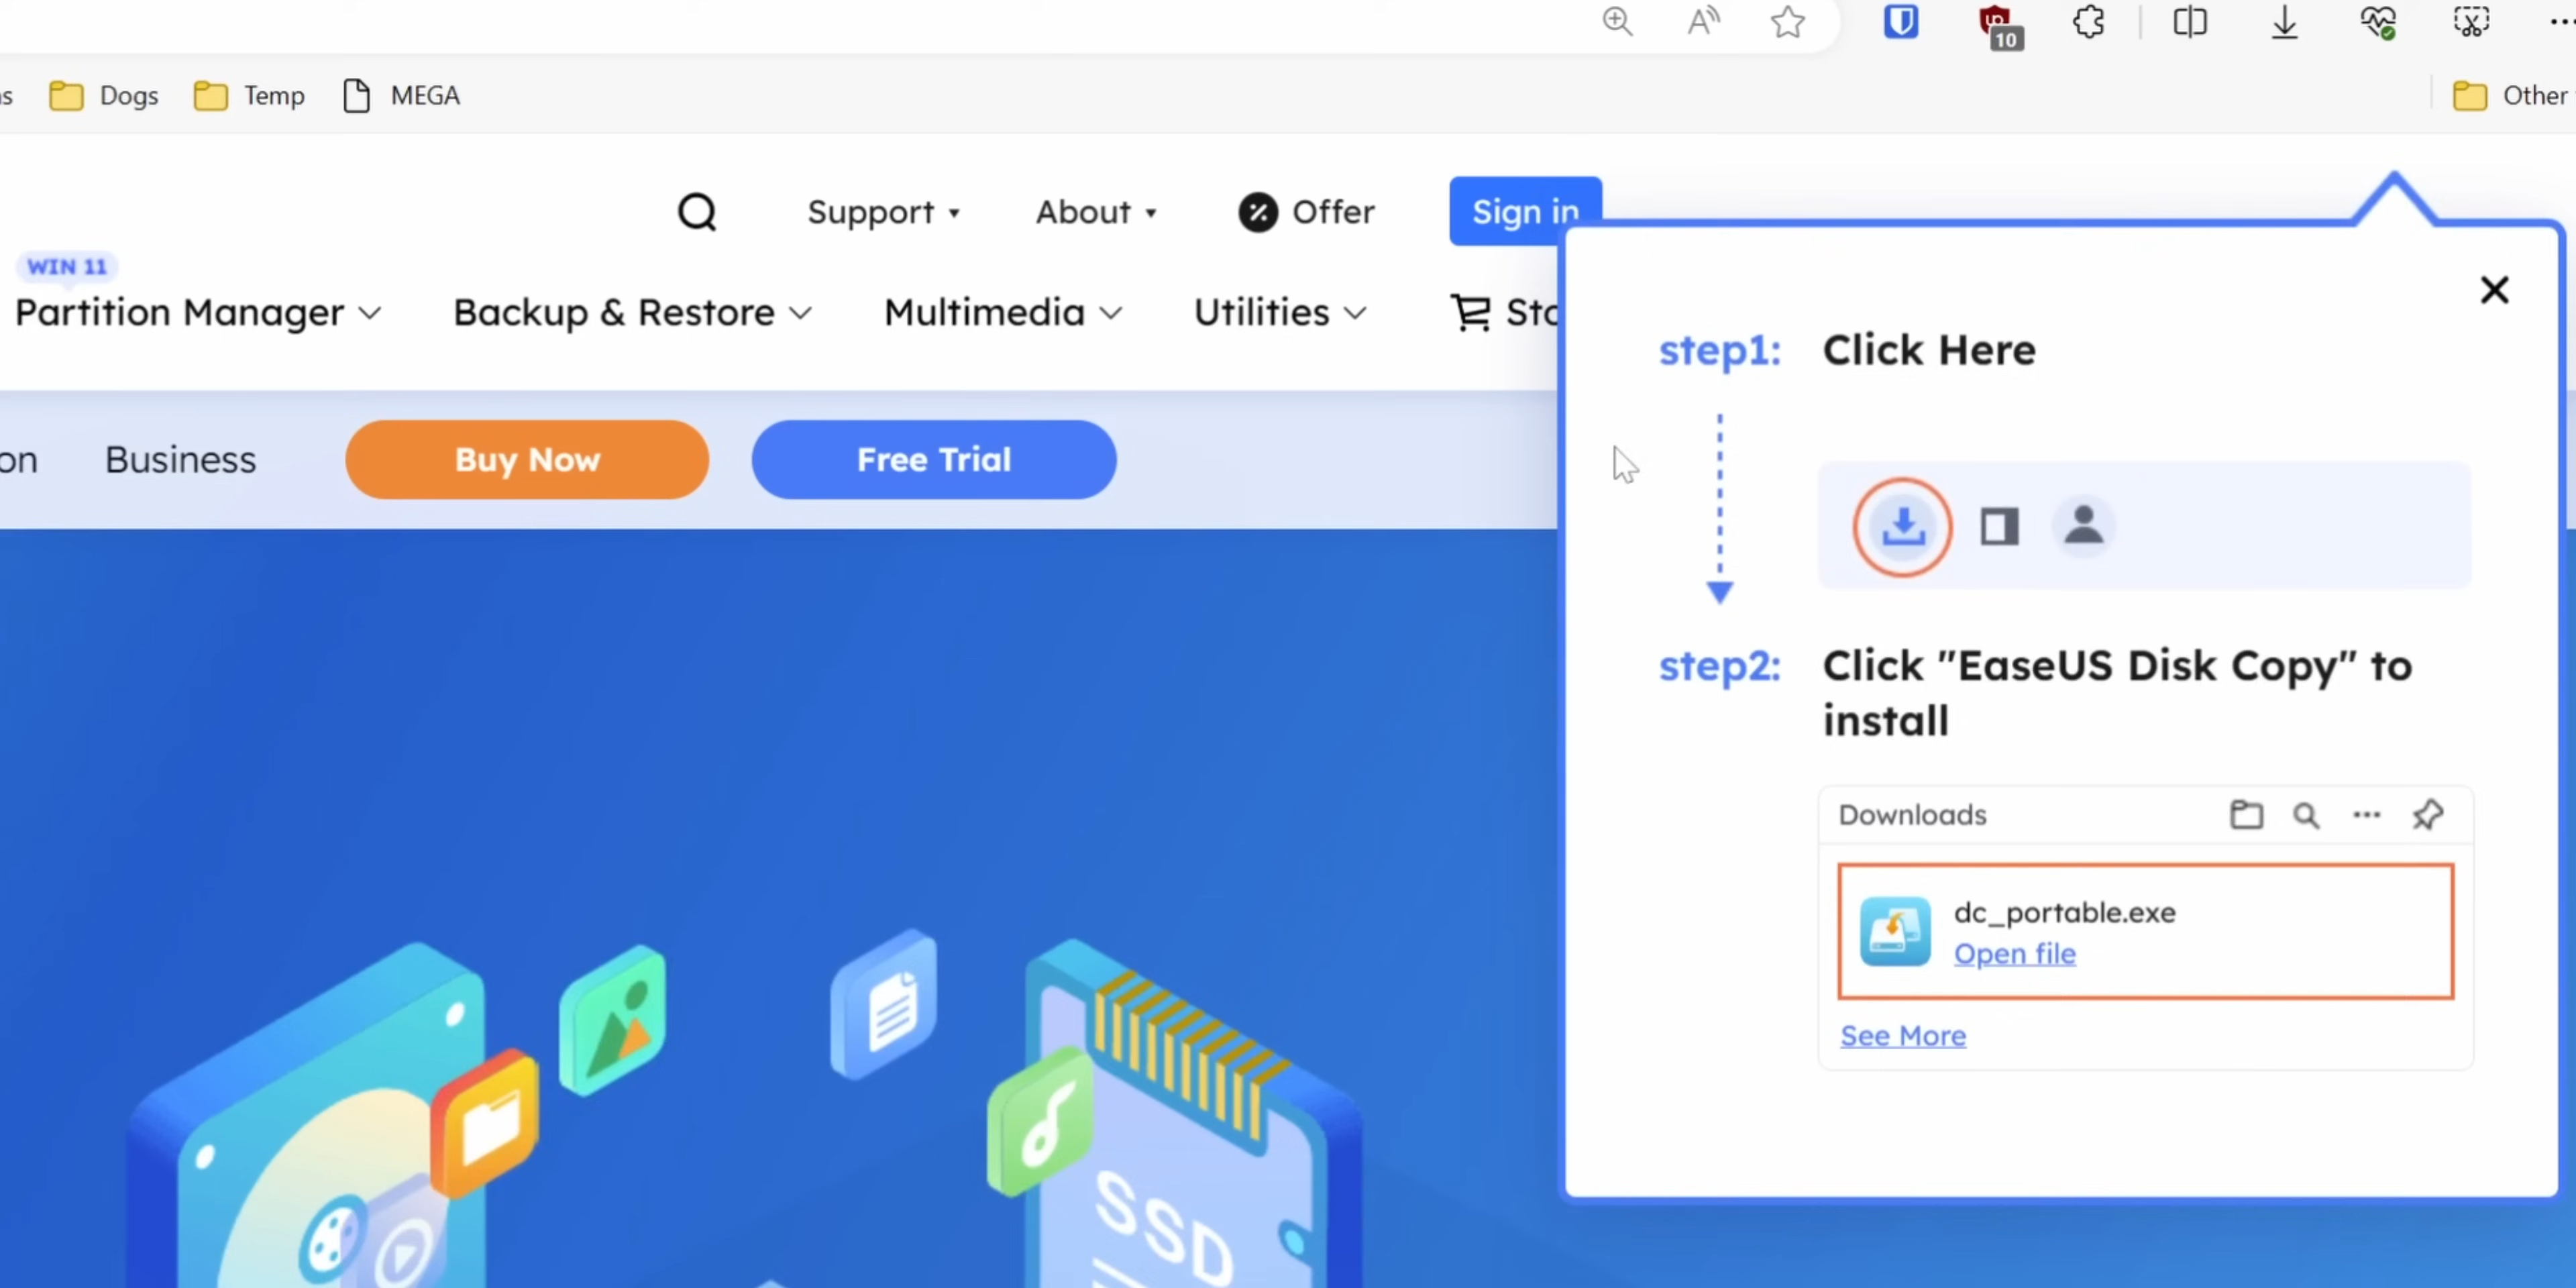 10
Dogs
Temp
MEGA
Other
Support
About
Offer
Sign in
WIN 11
Partition Manager
Backup & Restore
Multimedia
Utilities
Business
Buy Now
Free Trial
step1: Click Here
step2: Click "EaseUS Disk Copy" to
install
Downloads
dc_portable.exe
Open file
See More
SSD